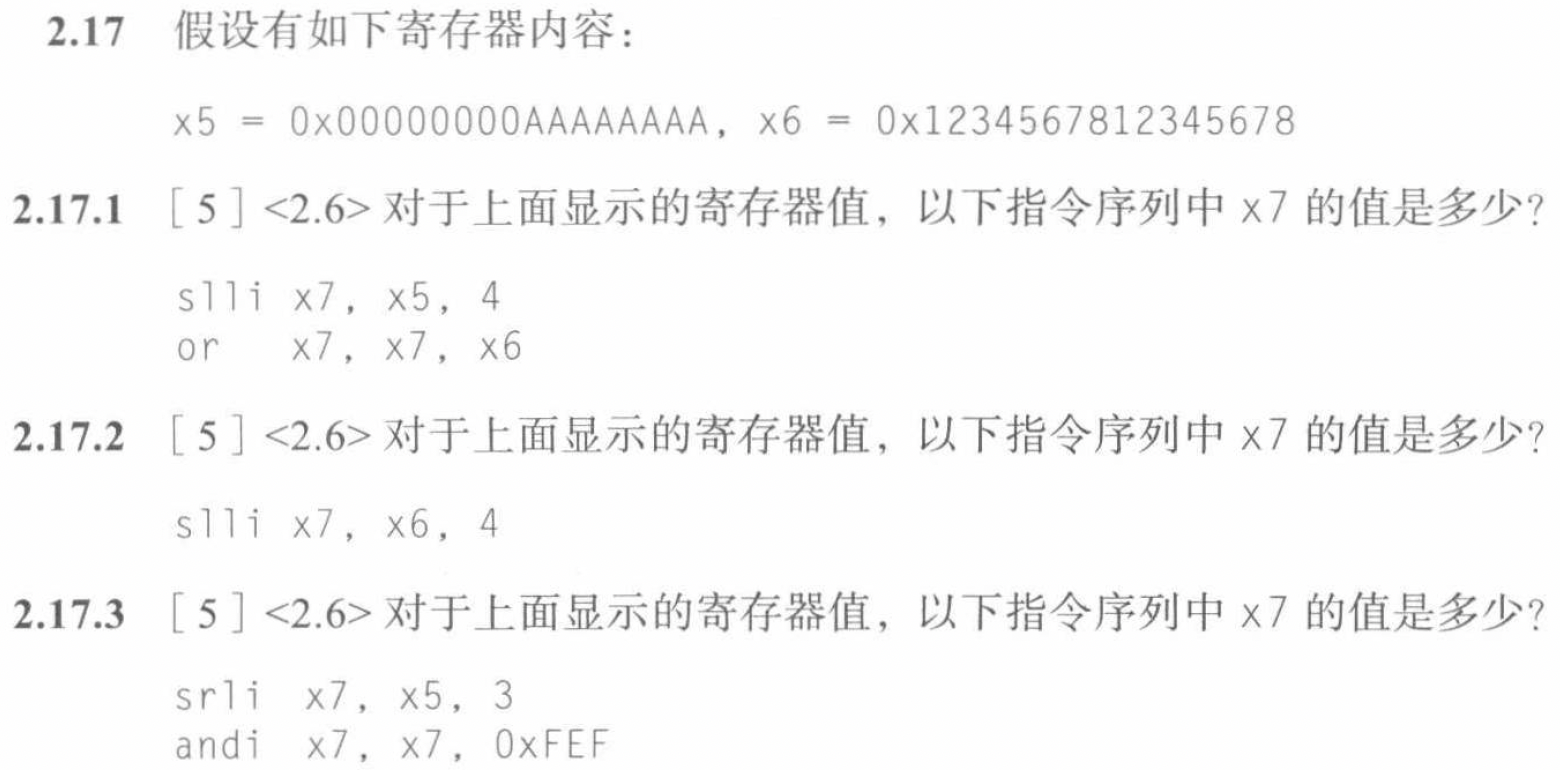 2.17 假设有如下寄存器内容：
x5 = 0x00000000AAAAAAAA, x6 = 0x1234567812345678
2.17.1 [5] <2.6> 对于上面显示的寄存器值，以下指令序列中 x7 的值是多少?
slli x7, x5, 4
or x7, x7, x6
2.17.2 [5] <2.6> 对于上面显示的寄存器值，以下指令序列中 x7 的值是多少?
slli x7, x6, 4
2.17.3 [5] <2.6> 对于上面显示的寄存器值，以下指令序列中 x7 的值是多少?
srli x7, x5, 3
andi x7, x7, 0xFEF